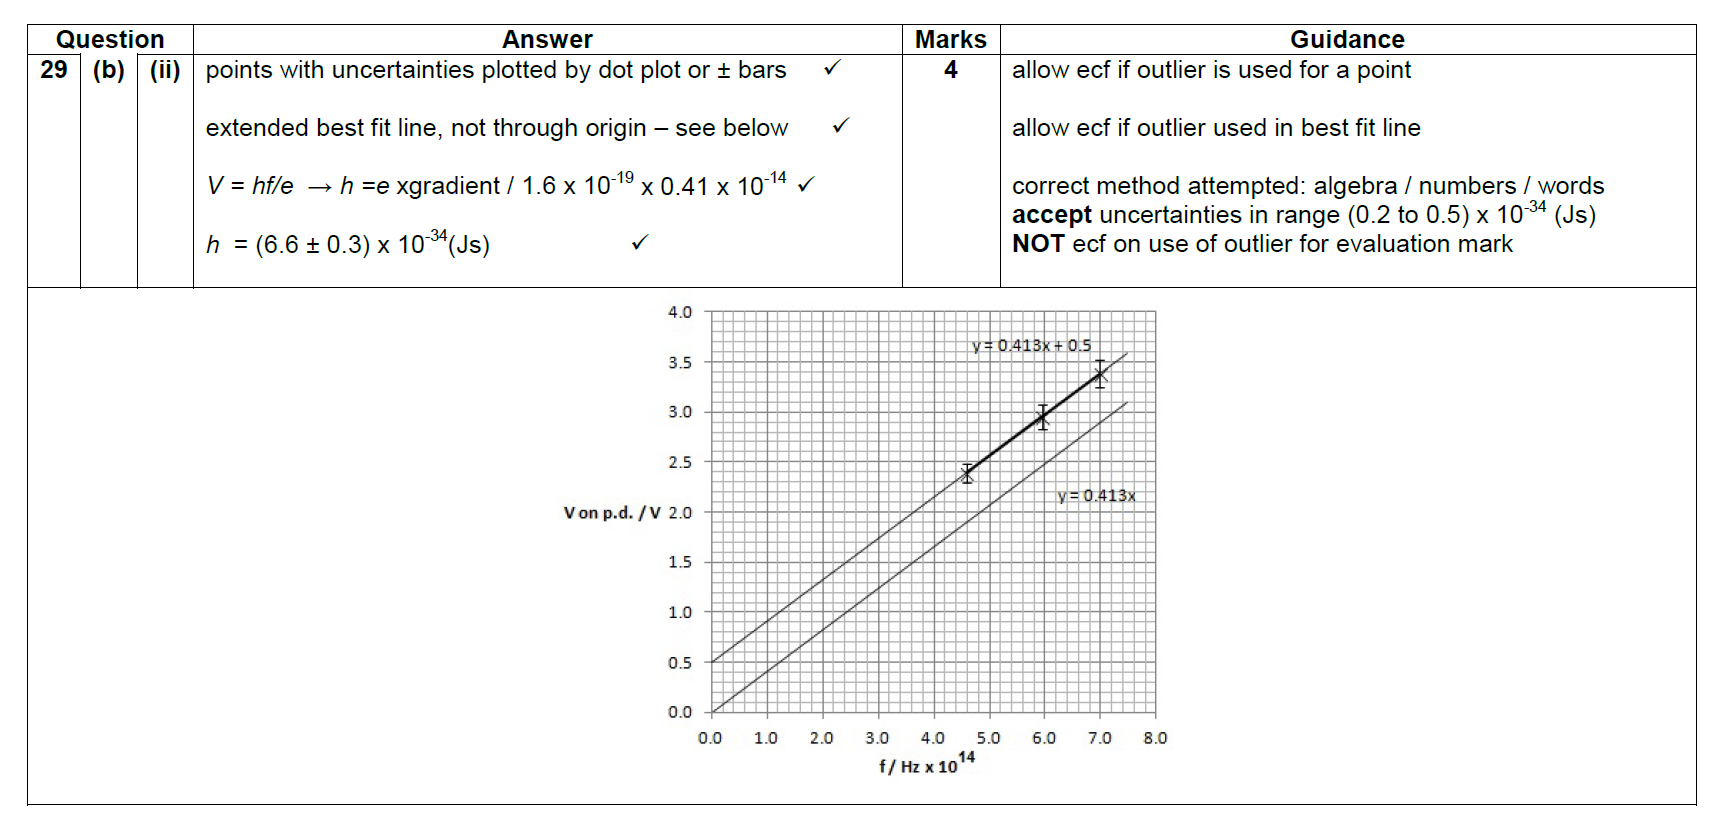 Question Answer Marks Guidance
29 (b) (ii) points with uncertainties plotted by dot plot or ± bars ✓ 4 allow ecf if outlier is used for a point
extended best fit line, not through origin – see below ✓ allow ecf if outlier used in best fit line
V = hf/e → h =e xgradient / 1.6 x 10⁻¹⁹ x 0.41 x 10⁻¹⁴ ✓ correct method attempted: algebra / numbers / words
accept uncertainties in range (0.2 to 0.5) x 10⁻³⁴ (Js)
h = (6.6 ± 0.3) x 10⁻³⁴(Js) ✓ NOT ecf on use of outlier for evaluation mark
4.0
y = 0.413x + 0.5
3.5
3.0
2.5
y = 0.413x
V on p.d. / V 2.0
1.5
1.0
0.5
0.0
0.0 1.0 2.0 3.0 4.0 5.0 6.0 7.0 8.0
f / Hz x 10¹⁴